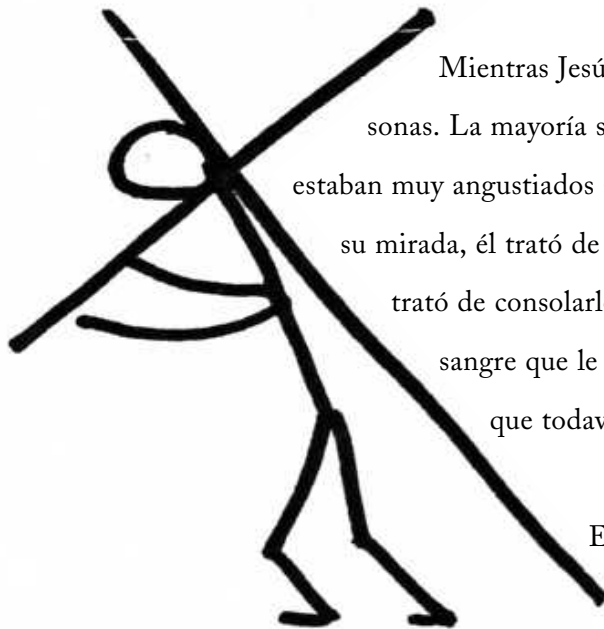 Mientras Jesú
sonas. La mayoría s
estaban muy angustiados
su mirada, él trató de
trató de consolarl
sangre que le
que todav
E